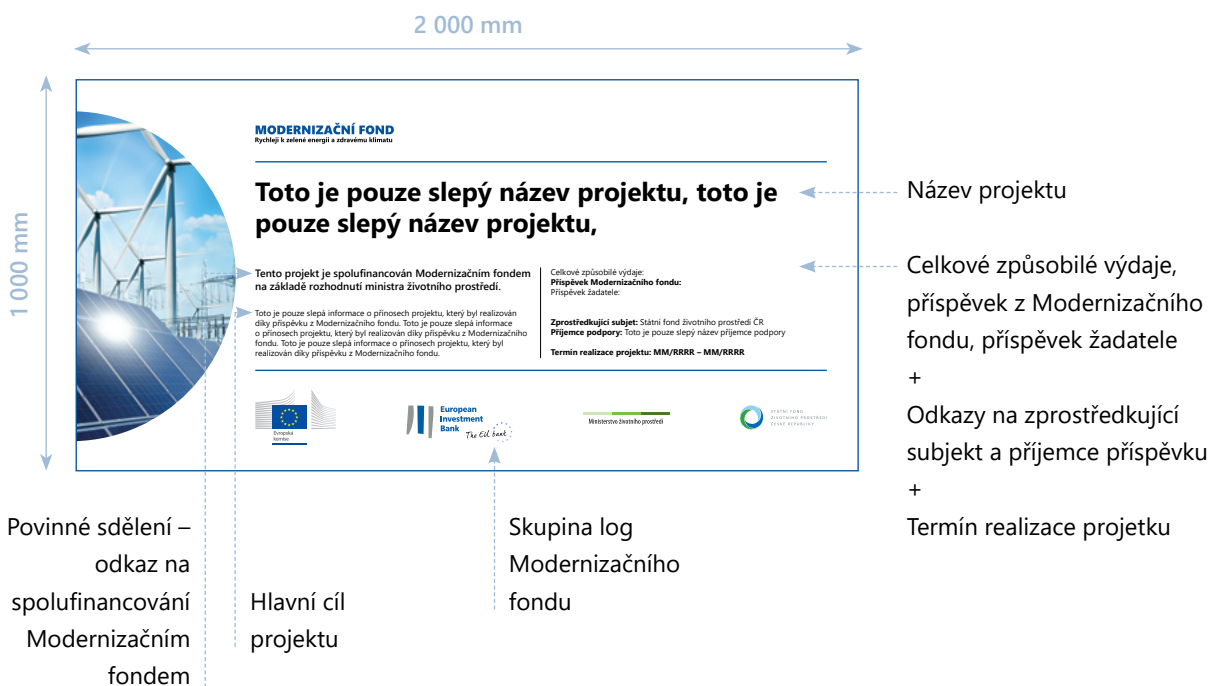 2 000 mm
1 000 mm
MODERNIZAČNÍ FOND
Rychleji k zelené energii a zdravému klimatu
Toto je pouze slepý název projektu, toto je
pouze slepý název projektu,
Tento projekt je spolufinancován Modernizačním fondem
na základě rozhodnutí ministra životního prostředí.
Toto je pouze slepá informace o přínosech projektu, který byl realizován
díky příspěvku z Modernizačního fondu. Toto je pouze slepá informace
o přínosech projektu, který byl realizován díky příspěvku z Modernizačního
fondu. Toto je pouze slepá informace o přínosech projektu, který byl
realizován díky příspěvku z Modernizačního fondu.
Celkové způsobilé výdaje:
Příspěvek Modernizačního fondu:
Příspěvek žadatele:
Zprostředkující subjekt: Státní fond životního prostředí ČR
Příjemce podpory: Toto je pouze slepý název příjemce podpory
Termín realizace projektu: MM/RRRR – MM/RRRR
Evropská
komise
European
Investment
Bank
The EU bank
Ministerstvo životního prostředí
STÁTNÍ FOND
ŽIVOTNÍHO PROSTŘEDÍ
ČESKÉ REPUBLIKY
Název projektu
Celkové způsobilé výdaje,
příspěvek z Modernizačního
fondu, příspěvek žadatele
+
Odkazy na zprostředkující
subjekt a příjemce příspěvku
+
Termín realizace projetku
Povinné sdělení –
odkaz na
spolufinancování
Modernizačním
fondem
Hlavní cíl
projektu
Skupina log
Modernizačního
fondu